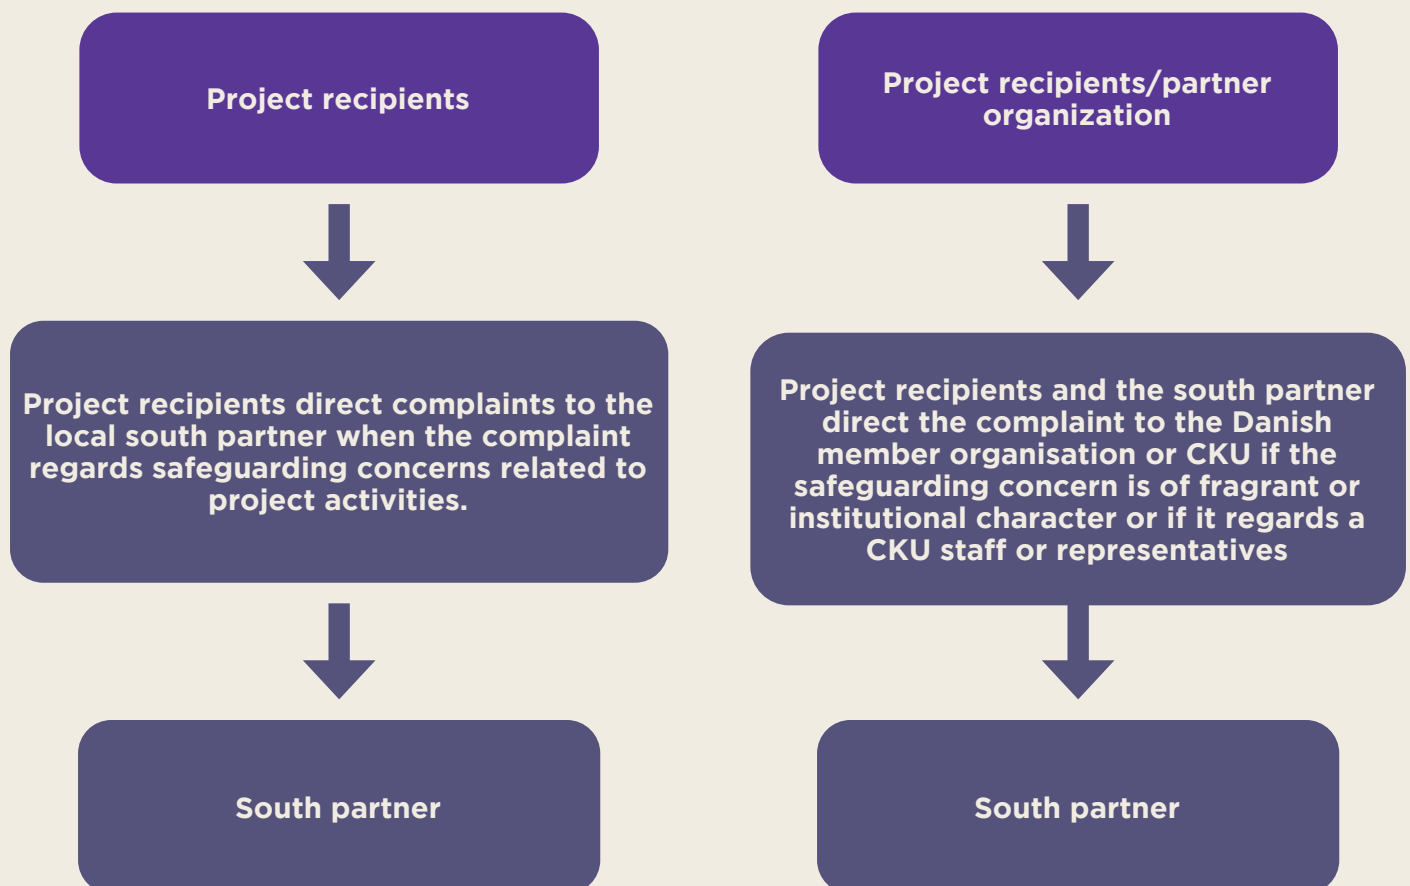 Project recipients
Project recipients direct complaints to the
local south partner when the complaint
regards safeguarding concerns related to
project activities.
South partner
Project recipients/partner
organization
Project recipients and the south partner
direct the complaint to the Danish
member organisation or CKU if the
safeguarding concern is of fragrant or
institutional character or if it regards a
CKU staff or representatives
South partner